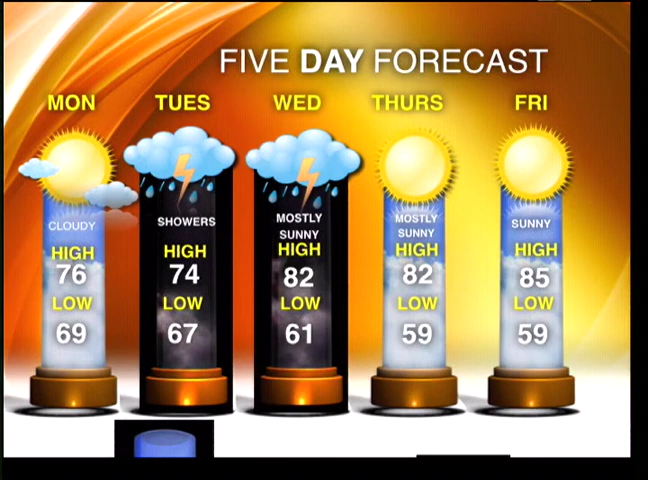 FIVE DAY FORECAST
MON TUES WED THURS FRI
CLOUDY
HIGH
76
LOW
69
SHOWERS
HIGH
74
LOW
67
MOSTLY
SUNNY
HIGH
82
LOW
61
MOSTLY
SUNNY
HIGH
82
LOW
59
SUNNY
HIGH
85
LOW
59